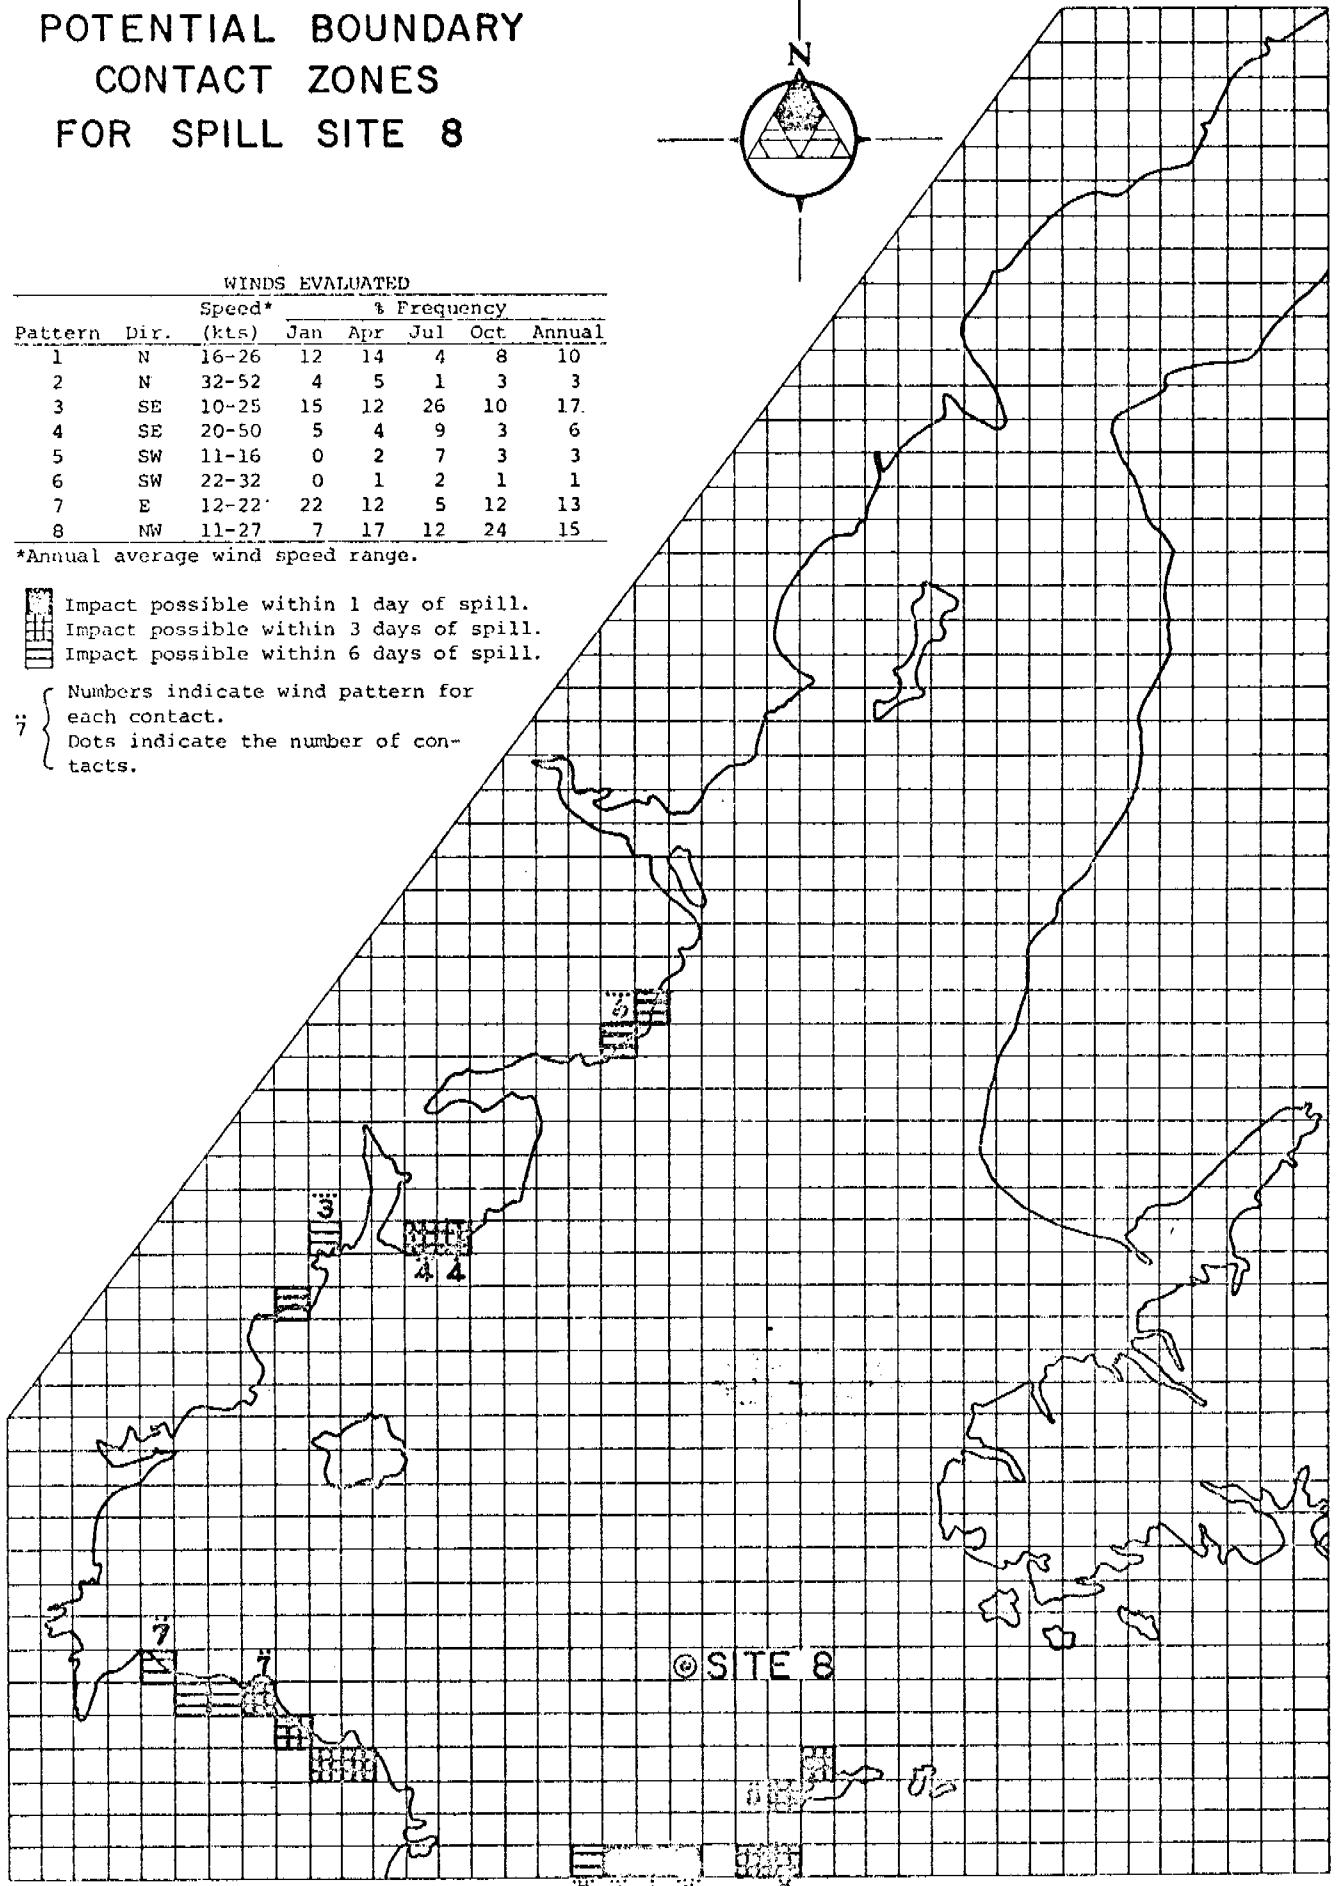 POTENTIAL BOUNDARY
CONTACT ZONES
FOR SPILL SITE 8
N
WINDS EVALUATED
Speed* % Frequency
Pattern Dir. (kts) Jan Apr Jul Oct Annual
1 N 16-26 12 14 4 8 10
2 N 32-52 4 5 1 3 3
3 SE 10-25 15 12 26 10 17
4 SE 20-50 5 4 9 3 6
5 SW 11-16 0 2 7 3 3
6 SW 22-32 0 1 2 1 1
7 E 12-22 22 12 5 12 13
8 NW 11-27 7 17 12 24 15
*Annual average wind speed range.
Impact possible within 1 day of spill.
Impact possible within 3 days of spill.
Impact possible within 6 days of spill.
7 { Numbers indicate wind pattern for
each contact.
Dots indicate the number of con-
tacts.
6
3
4 4
7
7
SITE 8